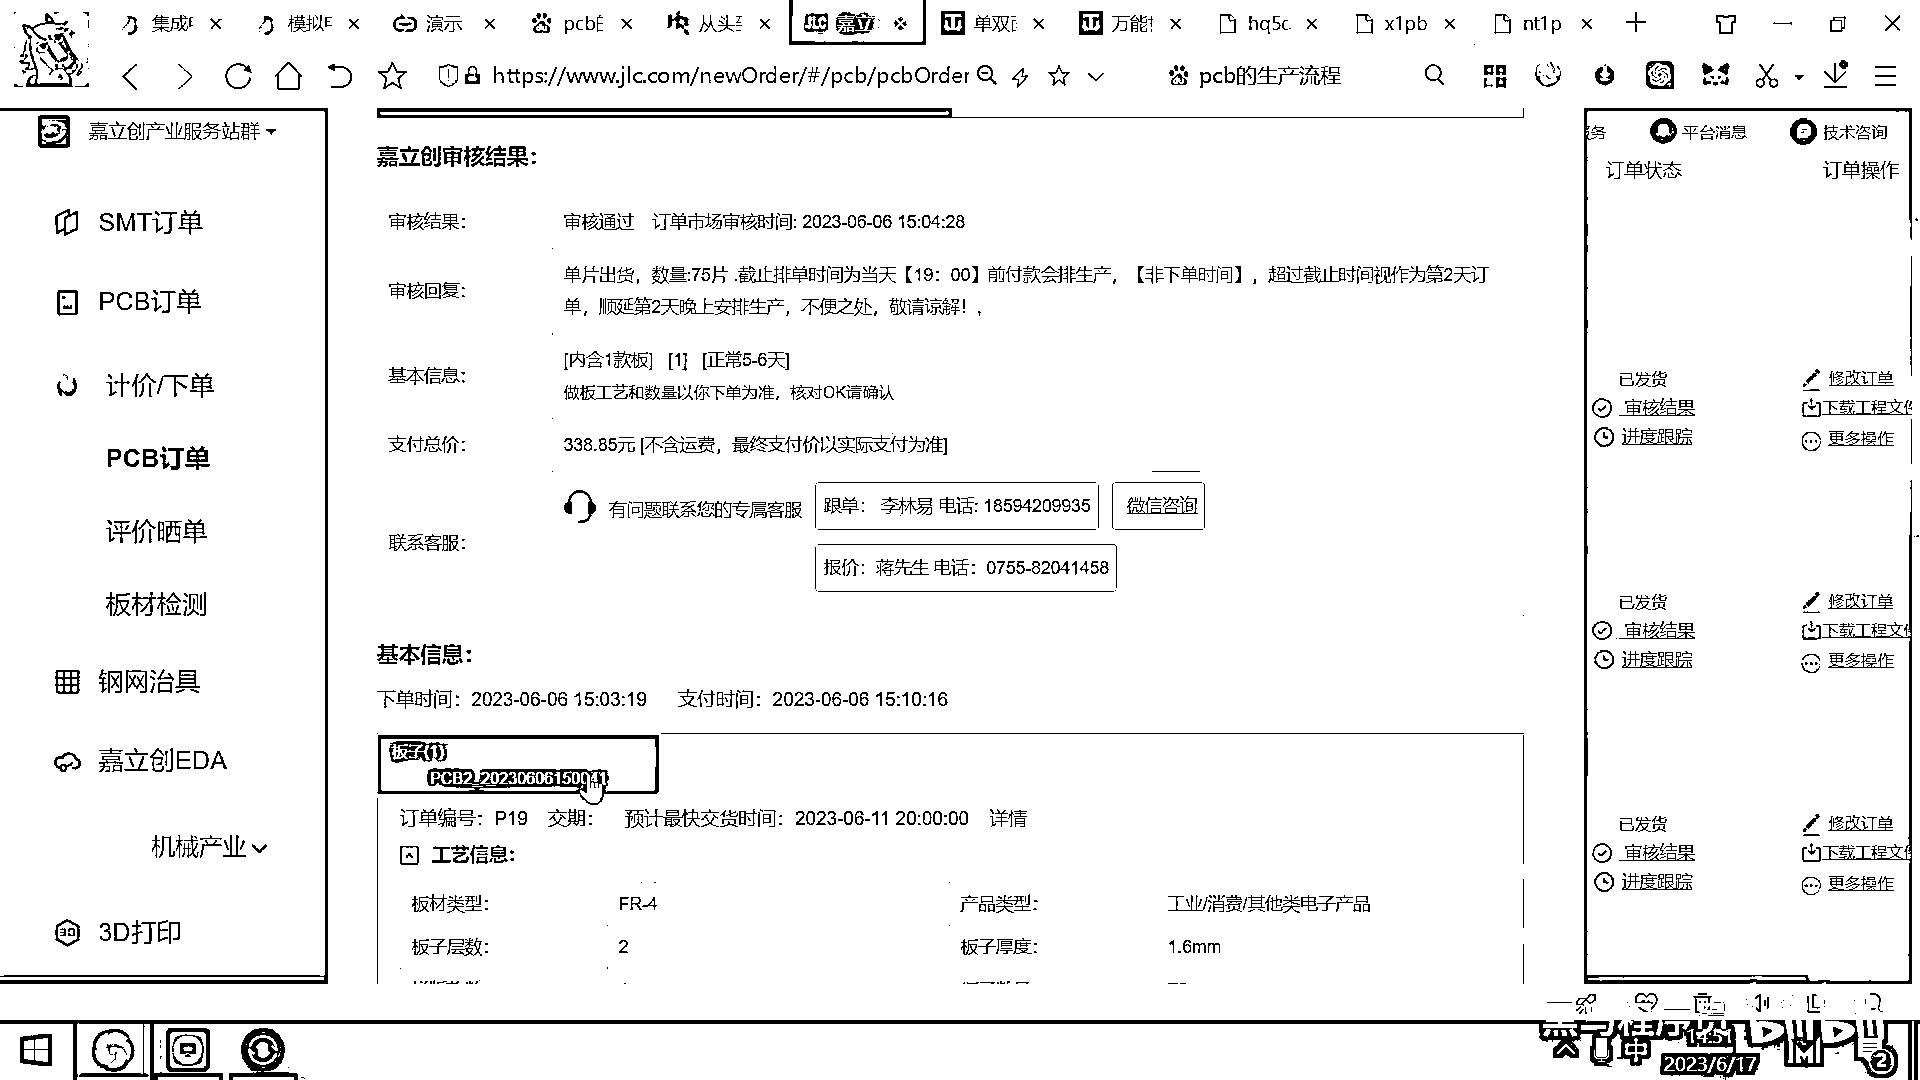 集成 模拟 演示 pcb 从头 嘉立 单双 万能 hq5c x1pb nt1p
https://www.jlc.com/newOrder/#/pcb/pcbOrder pcb的生产流程
嘉立创产业服务站群
SMT订单
PCB订单
计价/下单
PCB订单
评价晒单
板材检测
钢网治具
嘉立创EDA
机械产业
3D打印
嘉立创审核结果:
审核结果: 审核通过 订单市场审核时间: 2023-06-06 15:04:28
审核回复: 单片出货，数量:75片 .截止排单时间为当天【19：00】前付款会排生产，【非下单时间】，超过截止时间视作为第2天订
单，顺延第2天晚上安排生产，不便之处，敬请谅解！,
基本信息: [内含1款板] [1] [正常5-6天]
做板工艺和数量以你下单为准，核对OK请确认
支付总价: 338.85元 [不含运费，最终支付价以实际支付为准]
联系客服: 有问题联系您的专属客服 跟单： 李林易 电话: 18594209935 微信咨询
报价：蒋先生 电话：0755-82041458
基本信息:
下单时间：2023-06-06 15:03:19 支付时间：2023-06-06 15:10:16
板子(1)
PCB2_20230606150041
订单编号：P19 交期： 预计最快交货时间：2023-06-11 20:00:00 详情
工艺信息:
板材类型: FR-4 产品类型: 工业/消费/其他类电子产品
板子层数: 2 板子厚度: 1.6mm
务 平台消息 技术咨询
订单状态 订单操作
已发货 修改订单
审核结果 下载工程文件
进度跟踪 更多操作
已发货 修改订单
审核结果 下载工程文件
进度跟踪 更多操作
已发货 修改订单
审核结果 下载工程文件
进度跟踪 更多操作
中
2023/6/17
2